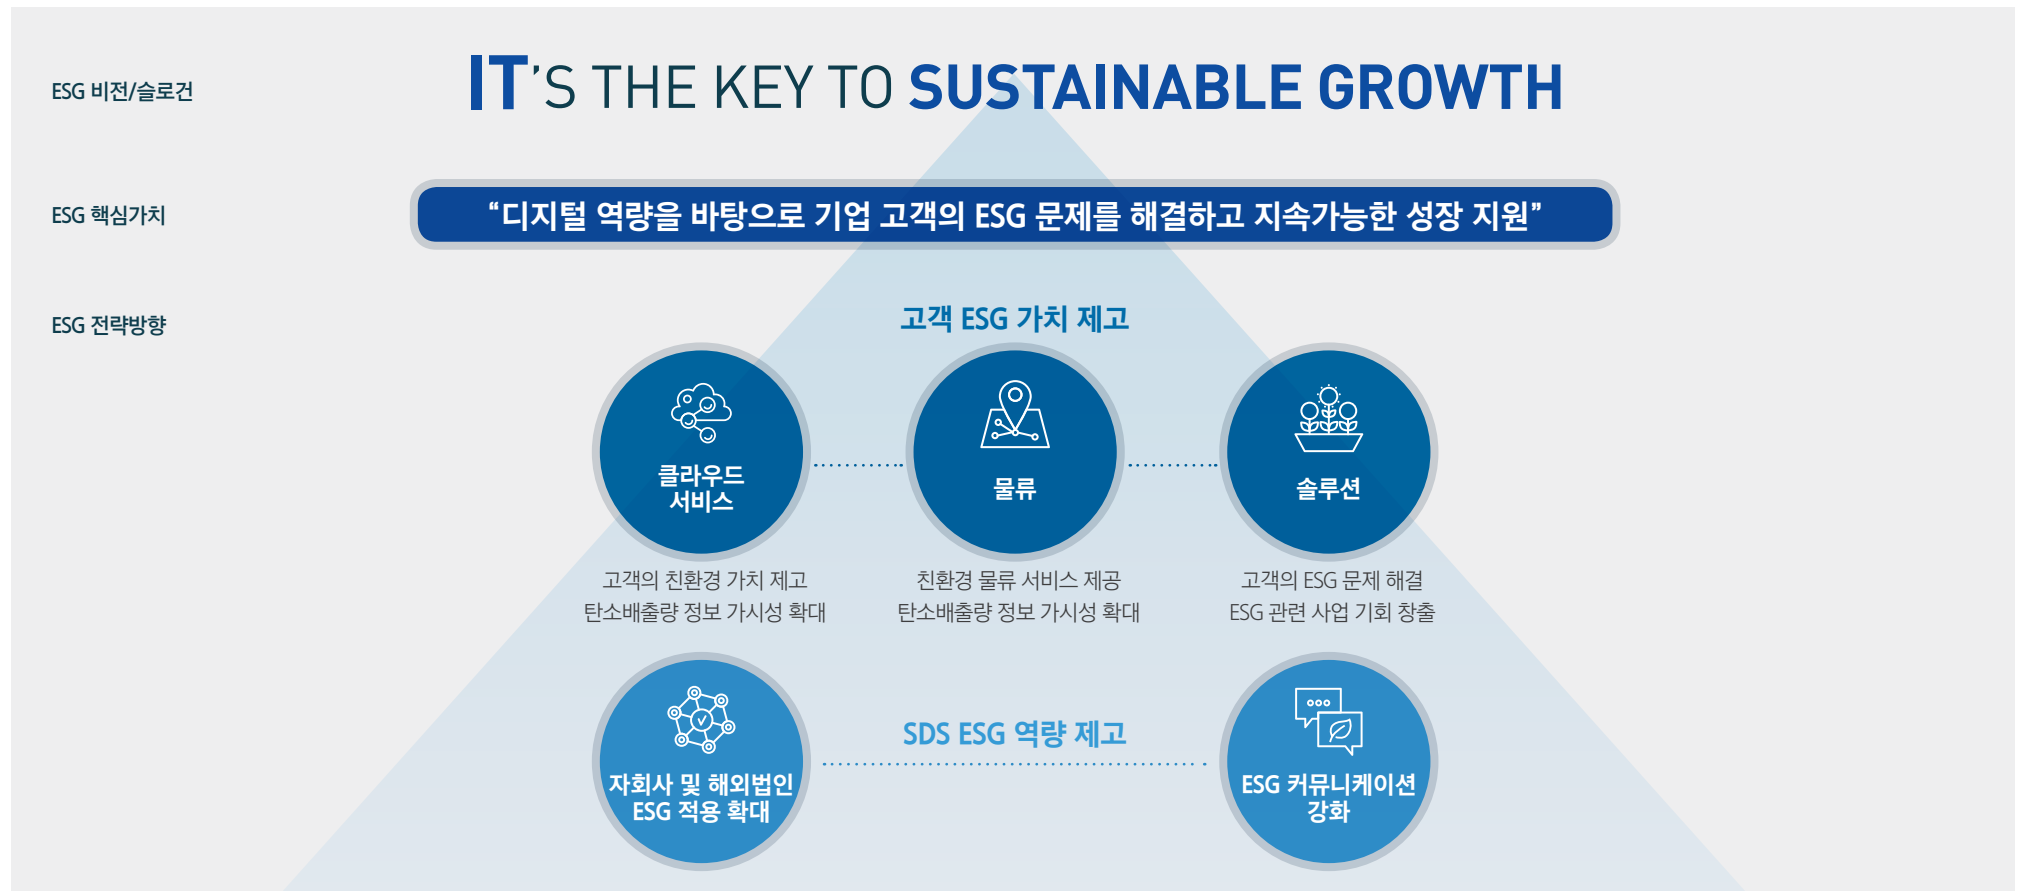 ESG 비전/슬로건
IT'S THE KEY TO SUSTAINABLE GROWTH
ESG 핵심가치
“디지털 역량을 바탕으로 기업 고객의 ESG 문제를 해결하고 지속가능한 성장 지원”
ESG 전략방향
고객 ESG 가치 제고
클라우드
서비스
물류
솔루션
고객의 친환경 가치 제고
탄소배출량 정보 가시성 확대
친환경 물류 서비스 제공
탄소배출량 정보 가시성 확대
고객의 ESG 문제 해결
ESG 관련 사업 기회 창출
SDS ESG 역량 제고
자회사 및 해외법인
ESG 적용 확대
ESG 커뮤니케이션
강화